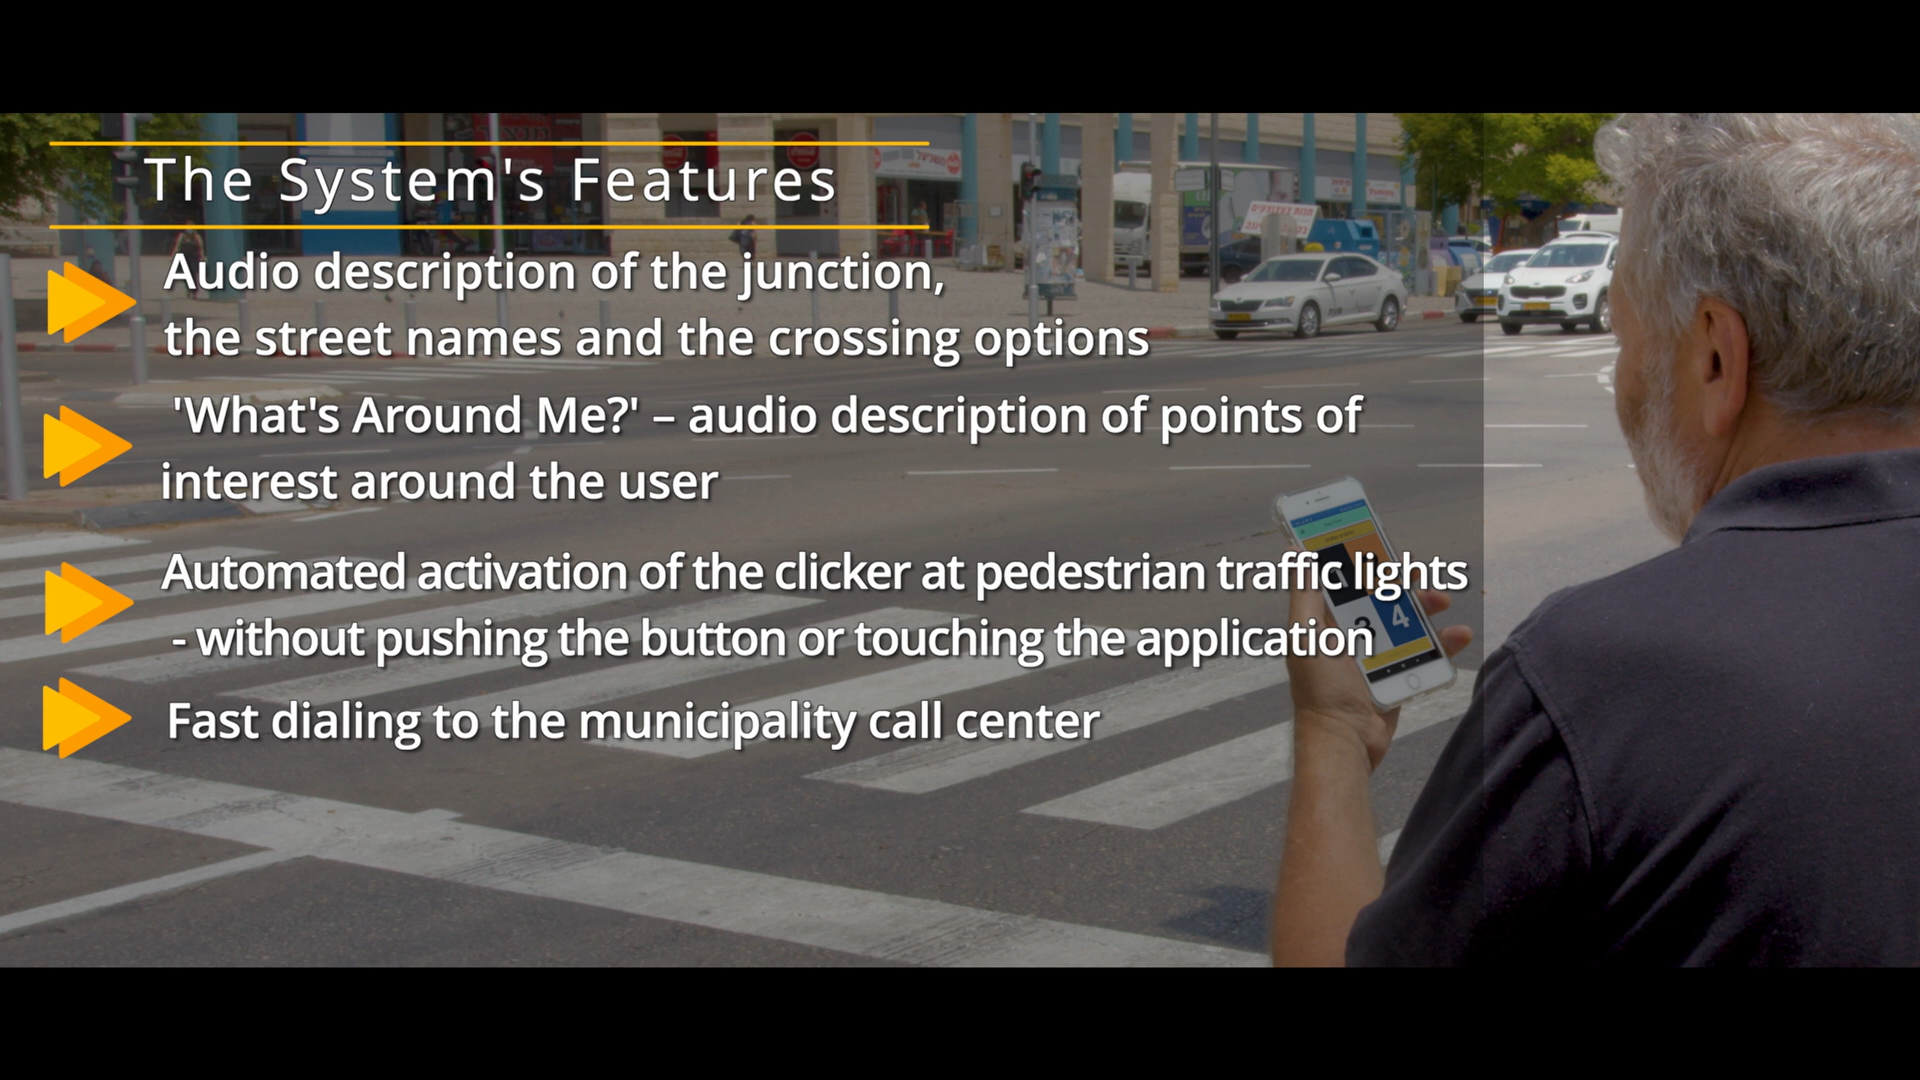 The System's Features
Audio description of the junction,
the street names and the crossing options
'What's Around Me?' – audio description of points of
interest around the user
Automated activation of the clicker at pedestrian traffic lights
- without pushing the button or touching the application
Fast dialing to the municipality call center
3
4